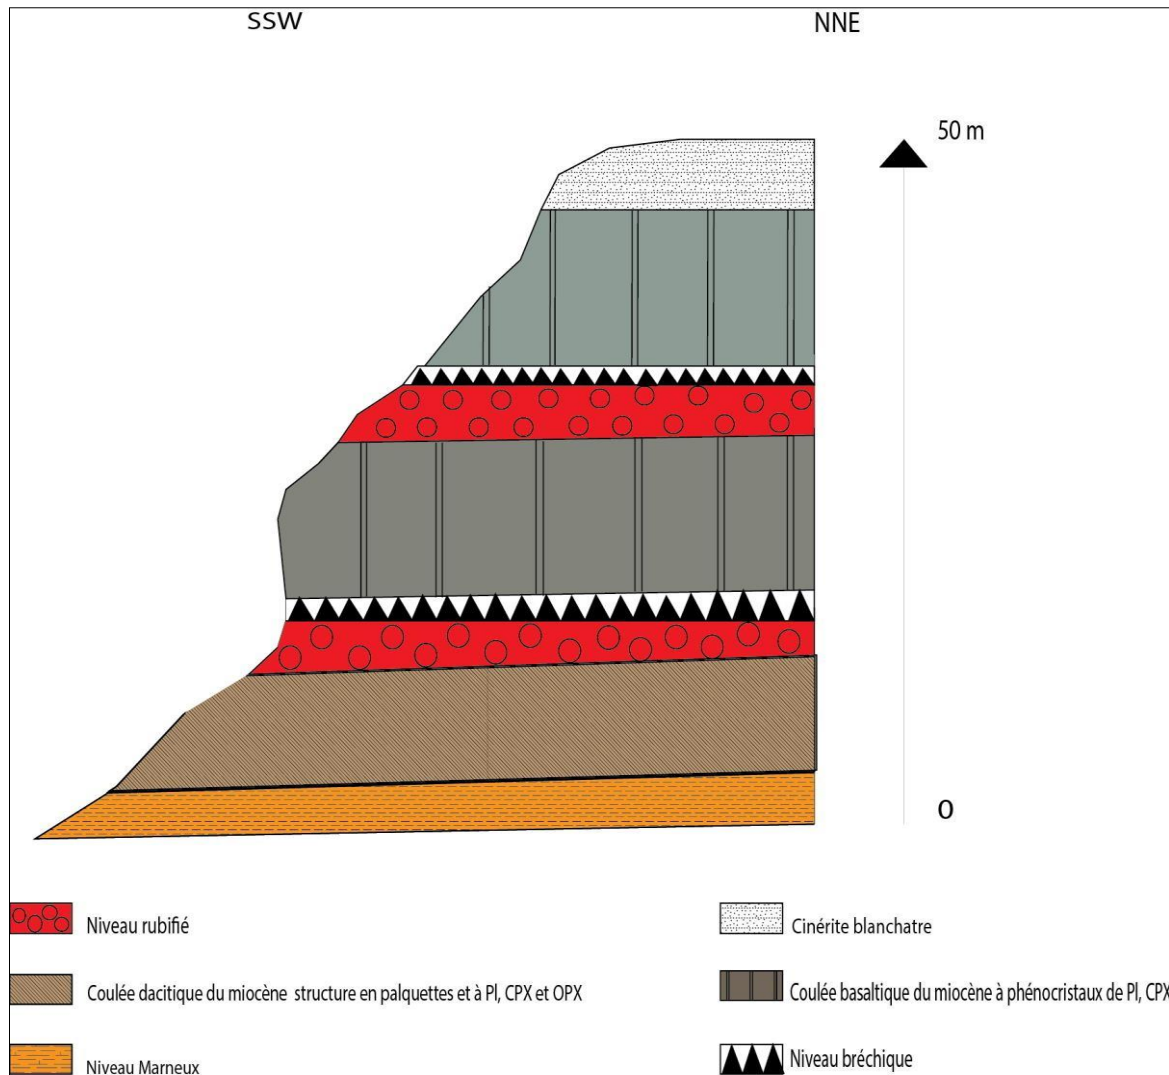 SSW
NNE
50 m
0
Niveau rubifié
Cinérite blanchatre
Coulée dacitique du miocène structure en palquettes et à Pl, CPX et OPX
Coulée basaltique du miocène à phénocristaux de Pl, CPX
Niveau Marneux
Niveau bréchique